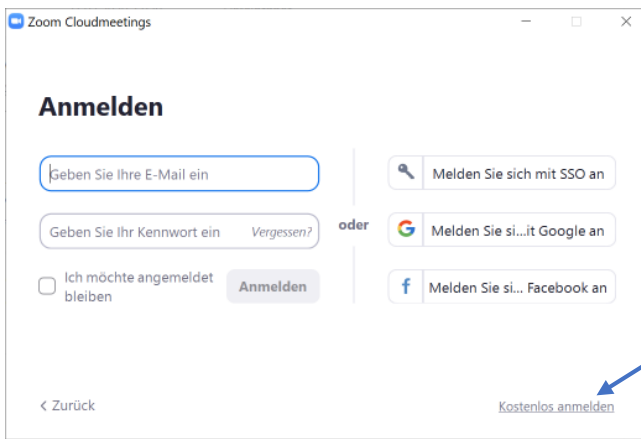 Zoom Cloudmeetings
Anmelden
Geben Sie Ihre E-Mail ein
Geben Sie Ihr Kennwort ein Vergessen?
Ich möchte angemeldet
bleiben
Anmelden
oder
Melden Sie sich mit SSO an
Melden Sie si...it Google an
Melden Sie si... Facebook an
< Zurück
Kostenlos anmelden